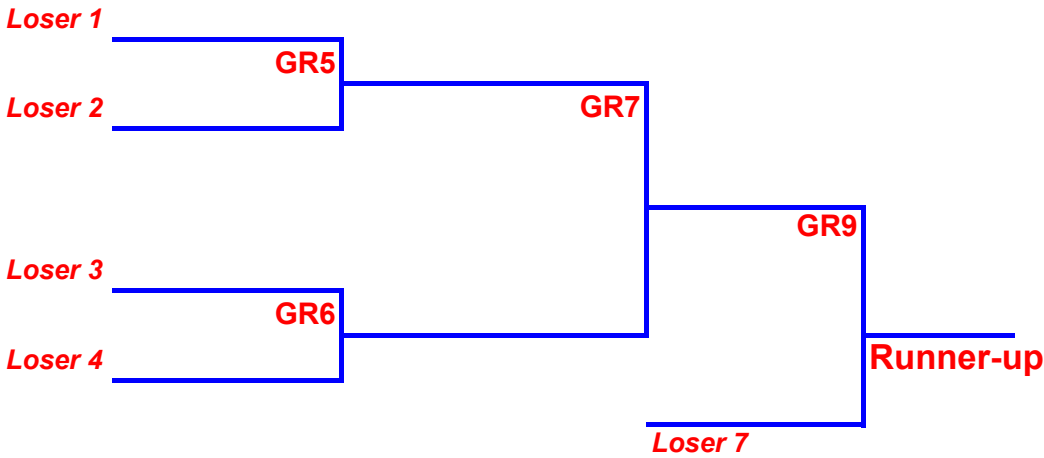 Loser 1
GR5
Loser 2
GR7
GR9
Loser 3
GR6
Loser 4
Runner-up
Loser 7